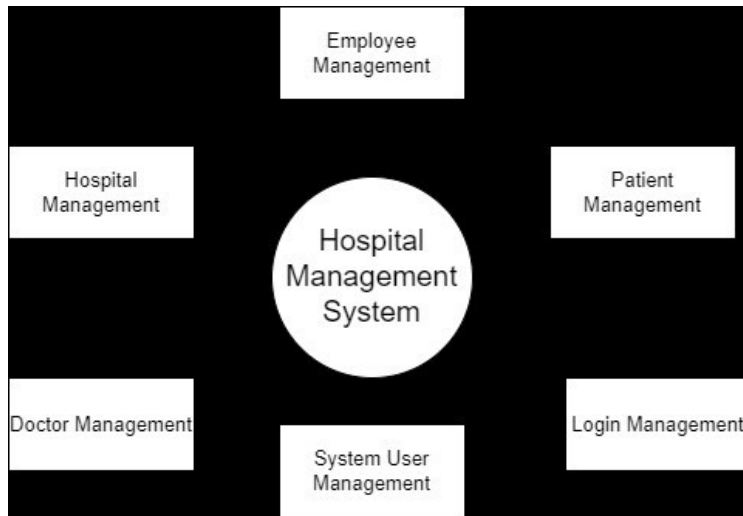 Employee
Management
Hospital
Management
Patient
Management
Hospital
Management
System
Doctor Management
Login Management
System User
Management